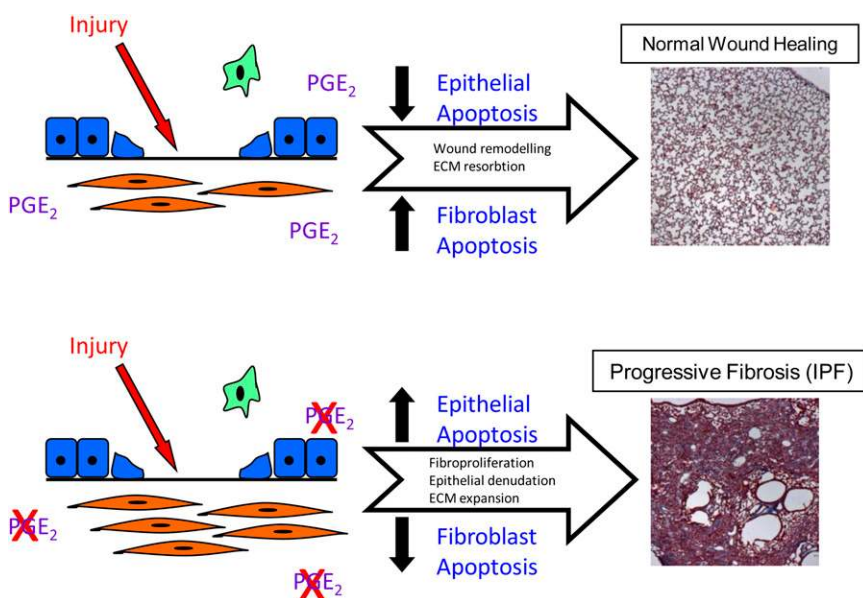 Injury
PGE₂
Epithelial
Apoptosis
Wound remodelling
ECM resorbtion
Fibroblast
Apoptosis
PGE₂
PGE₂
Normal Wound Healing
Injury
PGE₂
Epithelial
Apoptosis
Fibroproliferation
Epithelial denudation
ECM expansion
Fibroblast
Apoptosis
PGE₂
PGE₂
Progressive Fibrosis (IPF)